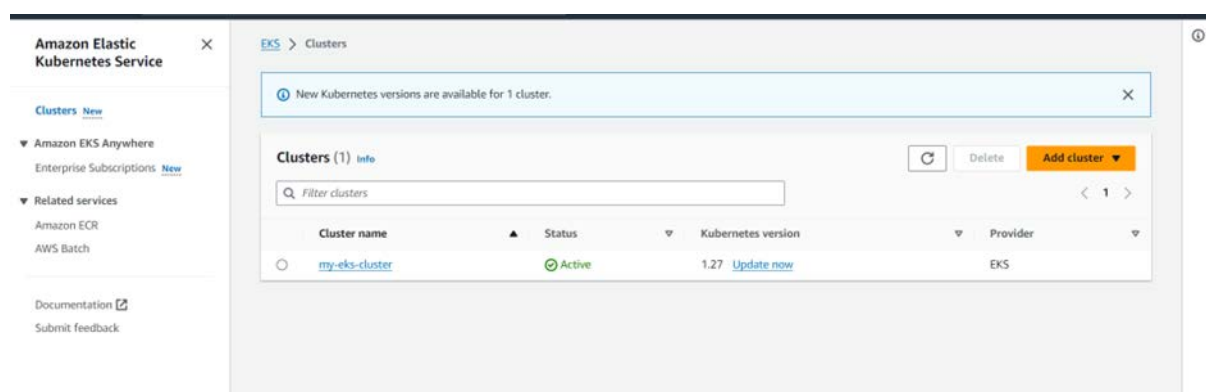 Amazon Elastic
Kubernetes Service
Clusters New
Amazon EKS Anywhere
Enterprise Subscriptions New
Related services
Amazon ECR
AWS Batch
Documentation
Submit feedback
EKS > Clusters
New Kubernetes versions are available for 1 cluster.
Clusters (1) Info
Delete
Add cluster
Filter clusters
< 1 >
Cluster name Status Kubernetes version Provider
my-eks-cluster Active 1.27 Update now EKS